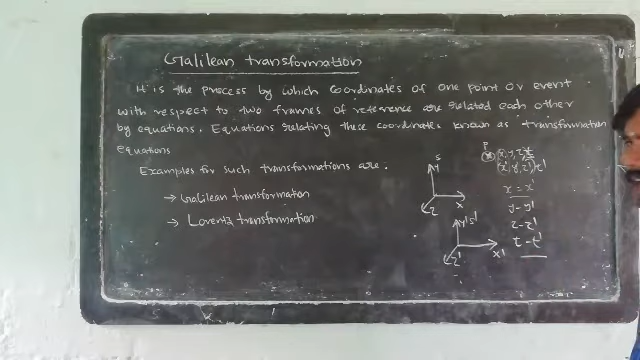 Galilean transformation
It is the process by which coordinates of one point or event
with respect to two frames of reference are related each other
by equations. Equations relating these coordinates known as transformation
equations
Examples for such transformations are.
→ Galilean transformation
→ Lorentz transformation
S
Y
X
Z
P
(x, y, z) t
(x', y', z') t'
x = x'
y - y'
z - z'
t - t'
Y' S'
X'
Z'